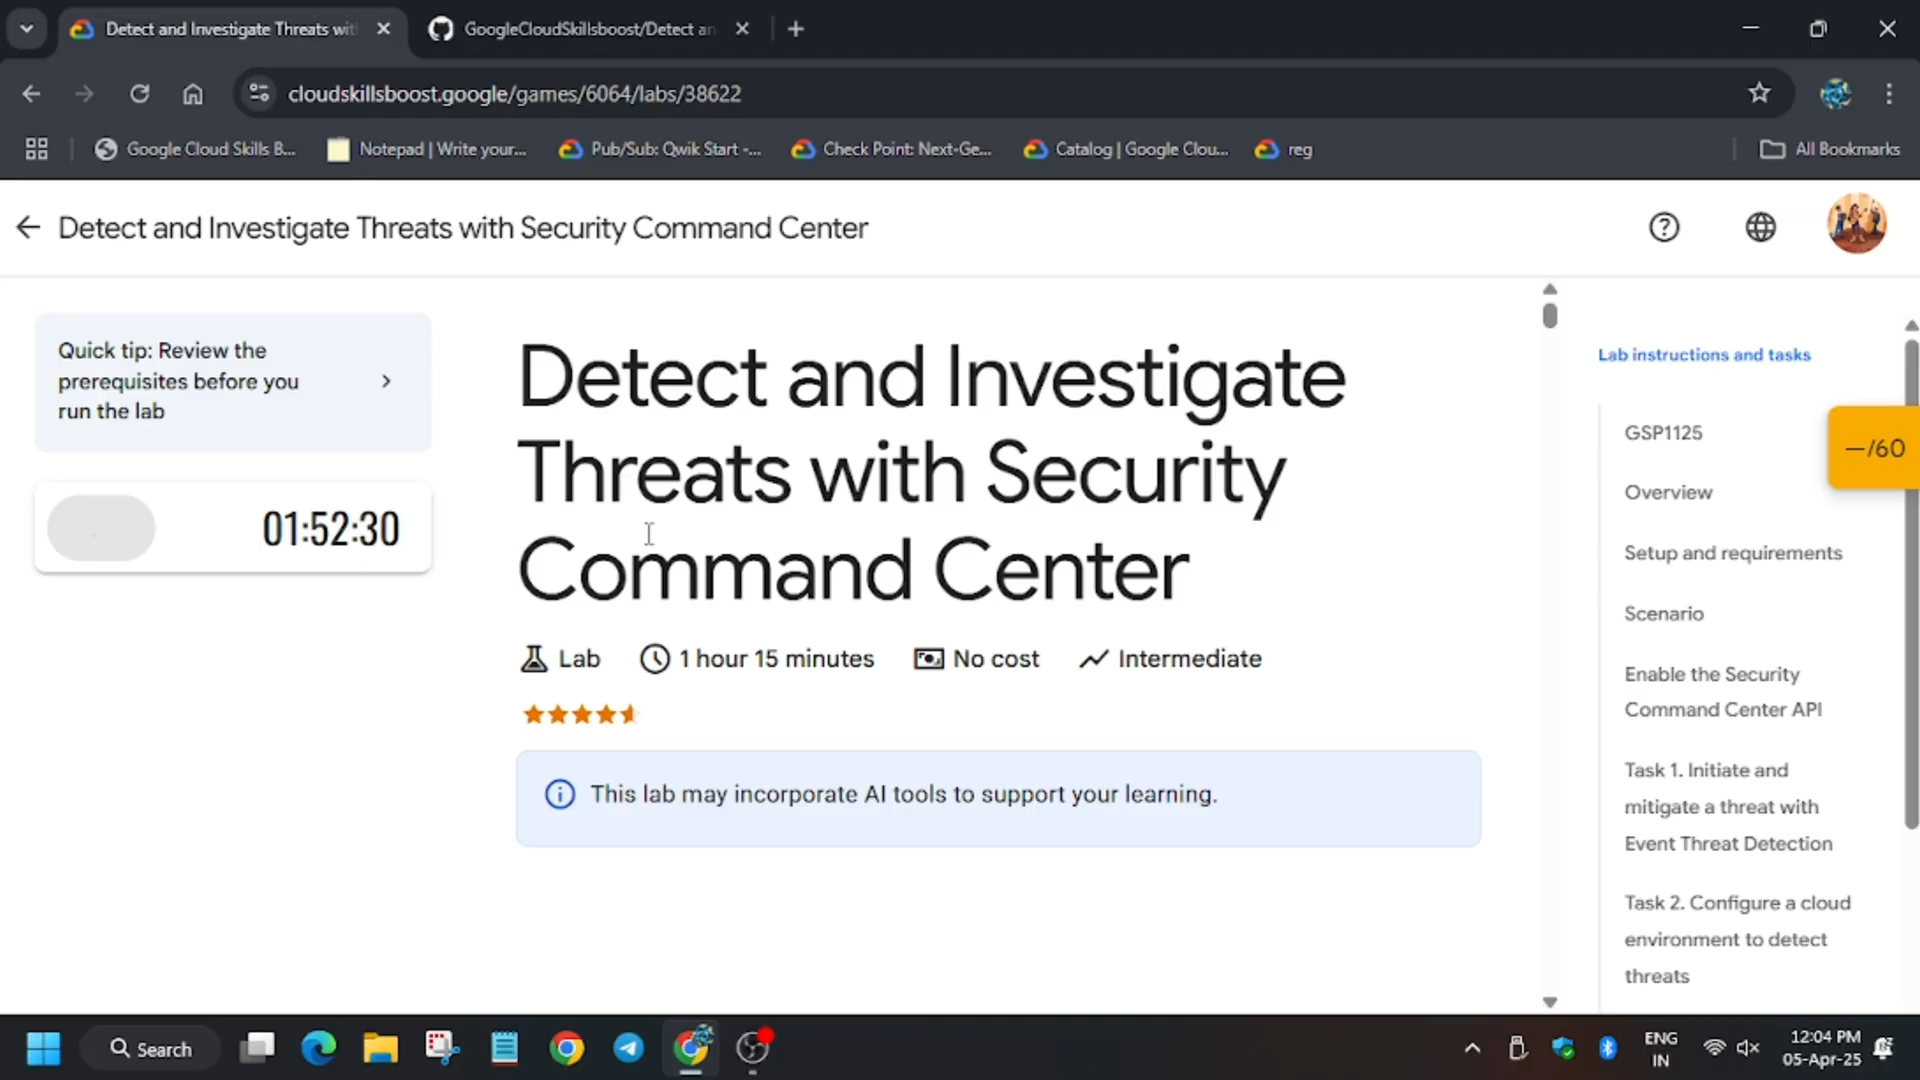 Detect and Investigate Threats wit
GoogleCloudSkillsboost/Detect an
cloudskillsboost.google/games/6064/labs/38622
Google Cloud Skills B...
Notepad | Write your...
Pub/Sub: Qwik Start -...
Check Point: Next-Ge...
Catalog | Google Clou...
reg
All Bookmarks
Detect and Investigate Threats with Security Command Center
Quick tip: Review the
prerequisites before you
run the lab
01:52:30
Detect and Investigate
Threats with Security
Command Center
Lab
1 hour 15 minutes
No cost
Intermediate
This lab may incorporate AI tools to support your learning.
Lab instructions and tasks
GSP1125
—/60
Overview
Setup and requirements
Scenario
Enable the Security
Command Center API
Task 1. Initiate and
mitigate a threat with
Event Threat Detection
Task 2. Configure a cloud
environment to detect
threats
Search
ENG
IN
12:04 PM
05-Apr-25